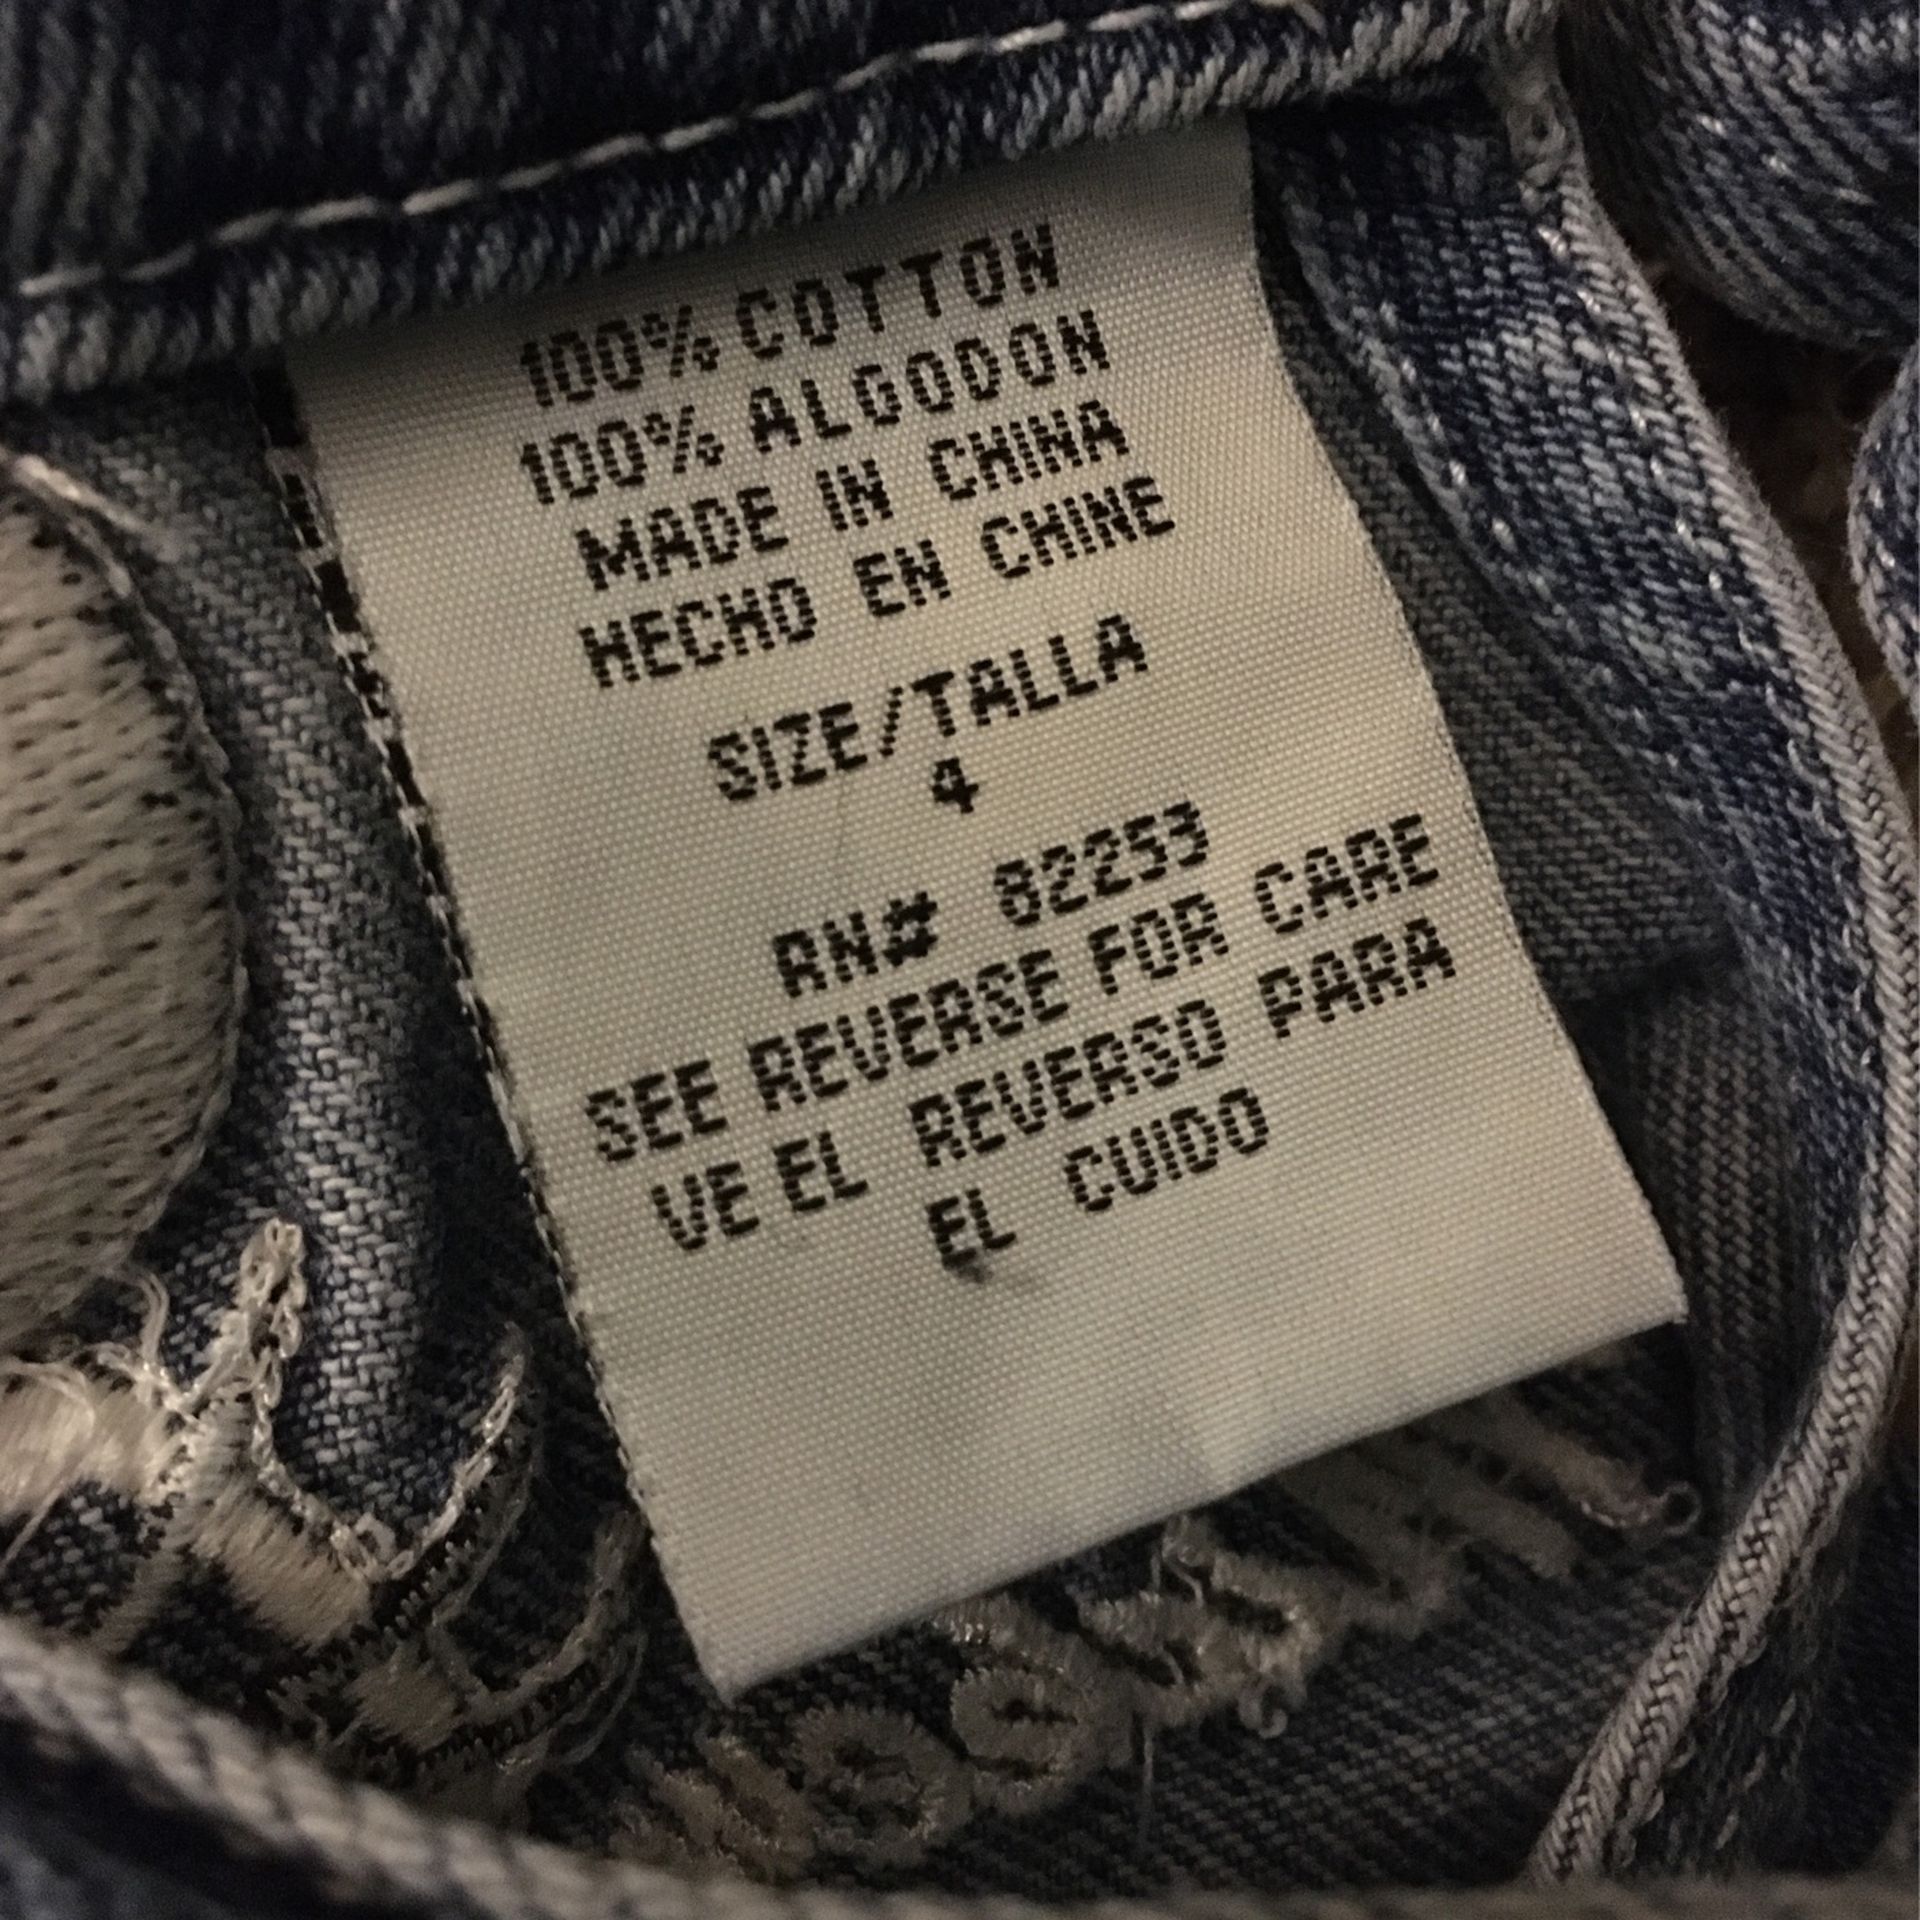 100% COTTON
100% ALGODON
MADE IN CHINA
HECHO EN CHINE
SIZE/TALLA
4
RN# 82253
SEE REVERSE FOR CARE
VE EL REVERSO PARA
EL CUIDO